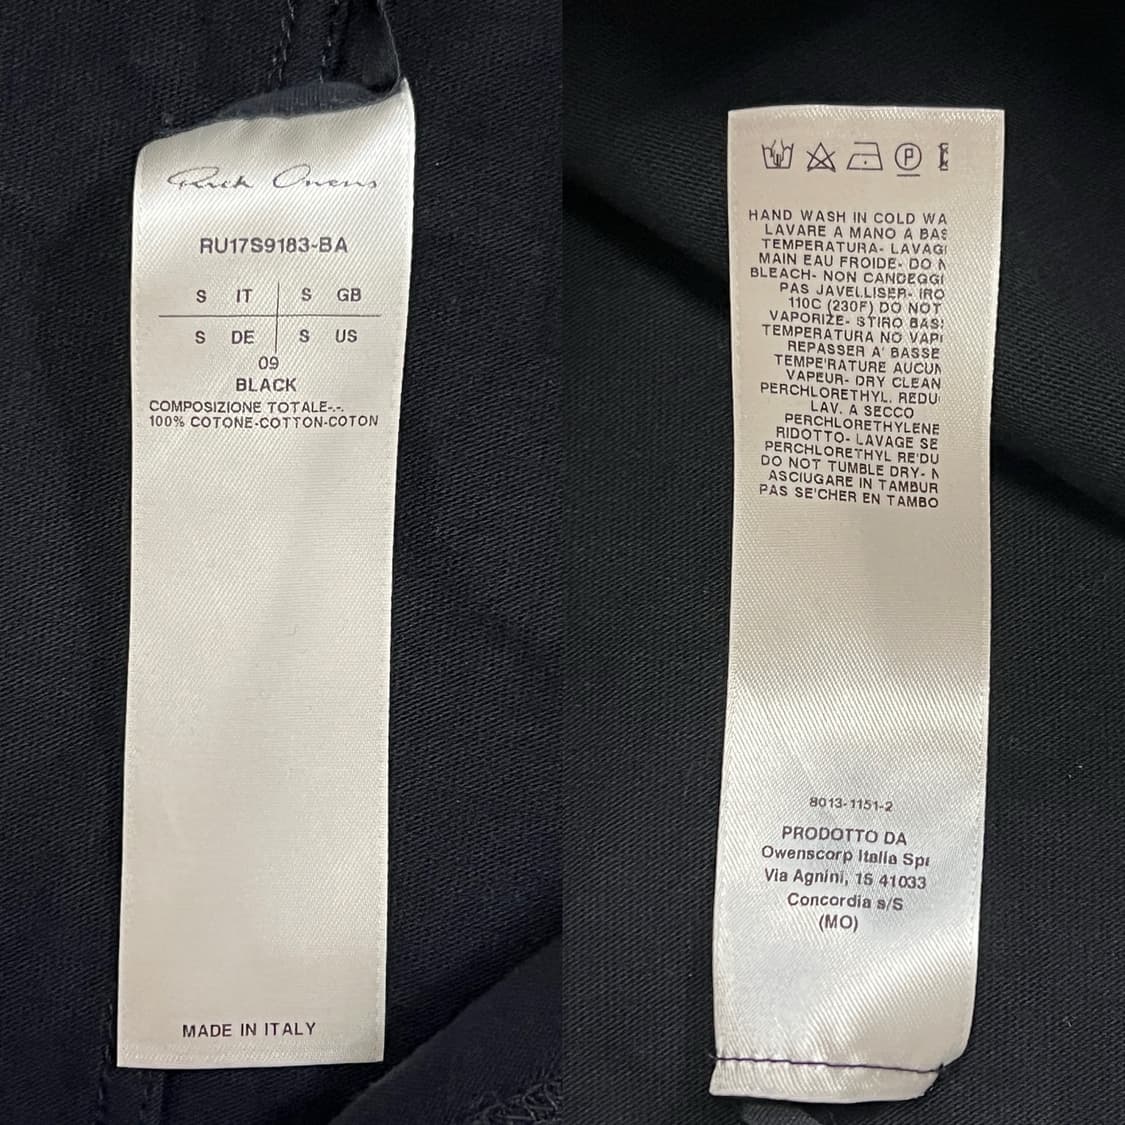 Rick Owens
RU17S9183-BA
S IT S GB
S DE S US
09
BLACK
COMPOSIZIONE TOTALE-.-.
100% COTONE-COTTON-COTON
MADE IN ITALY
P
HAND WASH IN COLD WA
LAVARE A MANO A BAS
TEMPERATURA- LAVAG
MAIN EAU FROIDE- DO N
BLEACH- NON CANDEGGI
PAS JAVELLISER- IRO
110C (230F) DO NOT
VAPORIZE- STIRO BAS
TEMPERATURA NO VAPI
REPASSER A' BASSE
TEMPE'RATURE AUCUN
VAPEUR- DRY CLEAN
PERCHLORETHYL. REDU
LAV. A SECCO
PERCHLORETHYLENE
RIDOTTO- LAVAGE SE
PERCHLORETHYL RE'DU
DO NOT TUMBLE DRY- N
ASCIUGARE IN TAMBUR
PAS SE'CHER EN TAMBO
8013-1151-2
PRODOTTO DA
Owenscorp Italia Sp
Via Agnini, 15 41033
Concordia s/S
(MO)